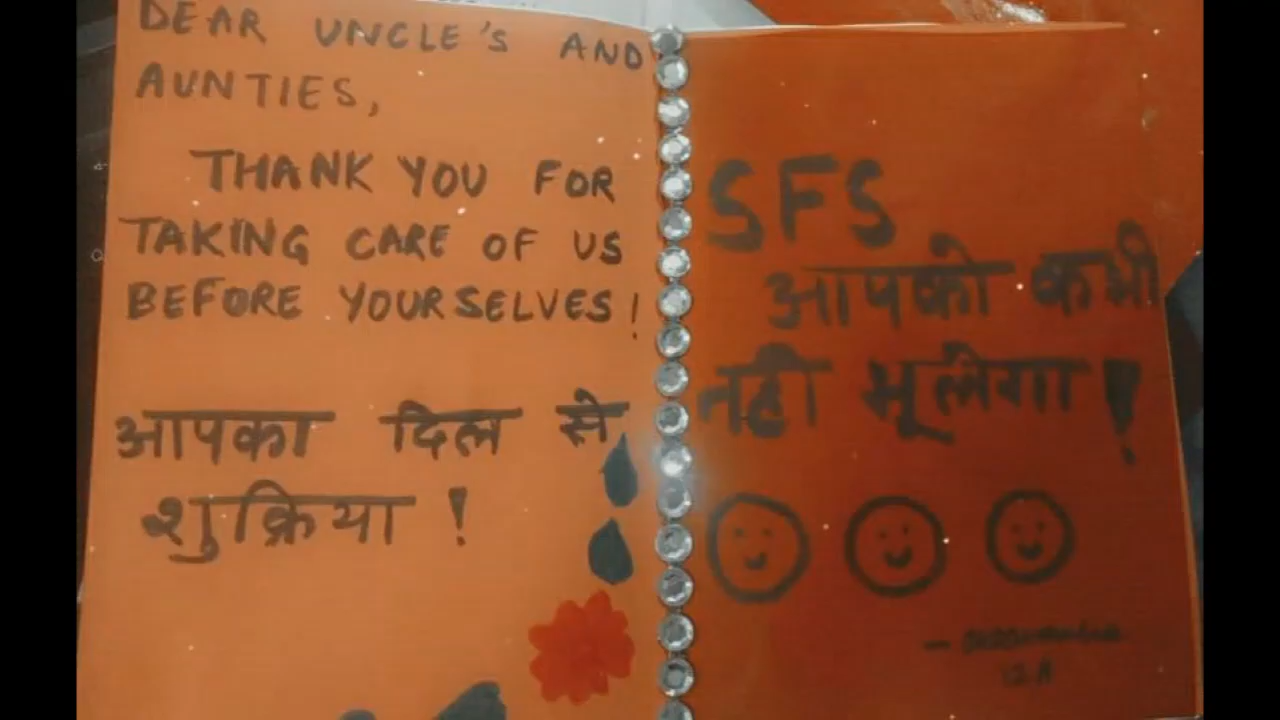 DEAR UNCLE'S AND
AUNTIES,
THANK YOU FOR
TAKING CARE OF US
BEFORE YOURSELVES!
आपका दिल से
शुक्रिया !
SFS
आपको कभी
नही भूलेगा !
12 A